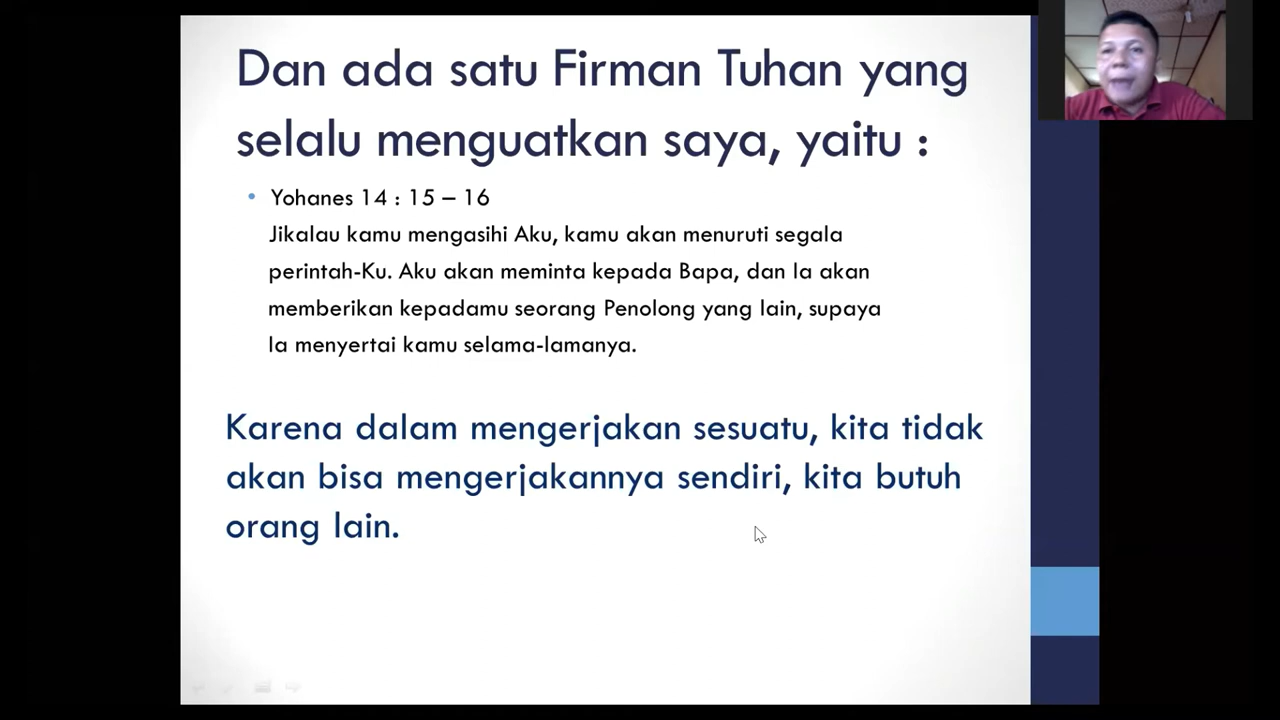 Dan ada satu Firman Tuhan yang
selalu menguatkan saya, yaitu :
• Yohanes 14 : 15 – 16
Jikalau kamu mengasihi Aku, kamu akan menuruti segala
perintah-Ku. Aku akan meminta kepada Bapa, dan Ia akan
memberikan kepadamu seorang Penolong yang lain, supaya
Ia menyertai kamu selama-lamanya.
Karena dalam mengerjakan sesuatu, kita tidak
akan bisa mengerjakannya sendiri, kita butuh
orang lain.